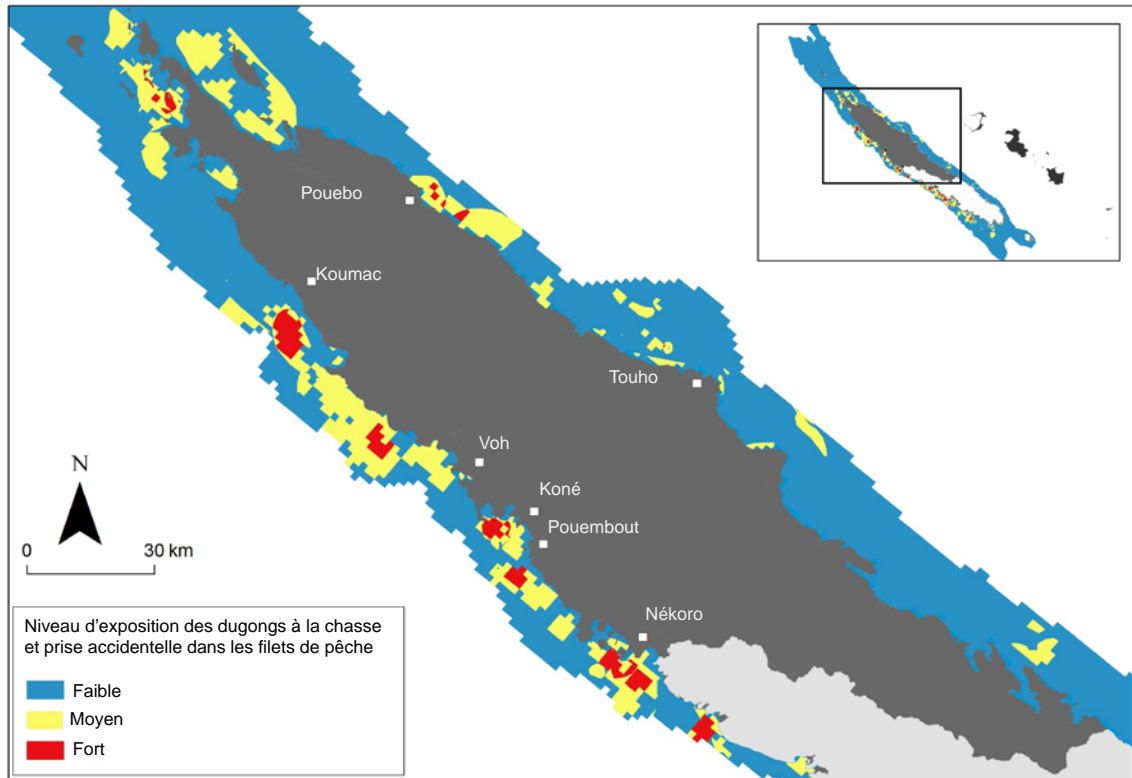 Pouebo
Koumac
Touho
Voh
Koné
Pouembout
Nékoro
N
0 30 km
Niveau d'exposition des dugongs à la chasse
et prise accidentelle dans les filets de pêche
Faible
Moyen
Fort